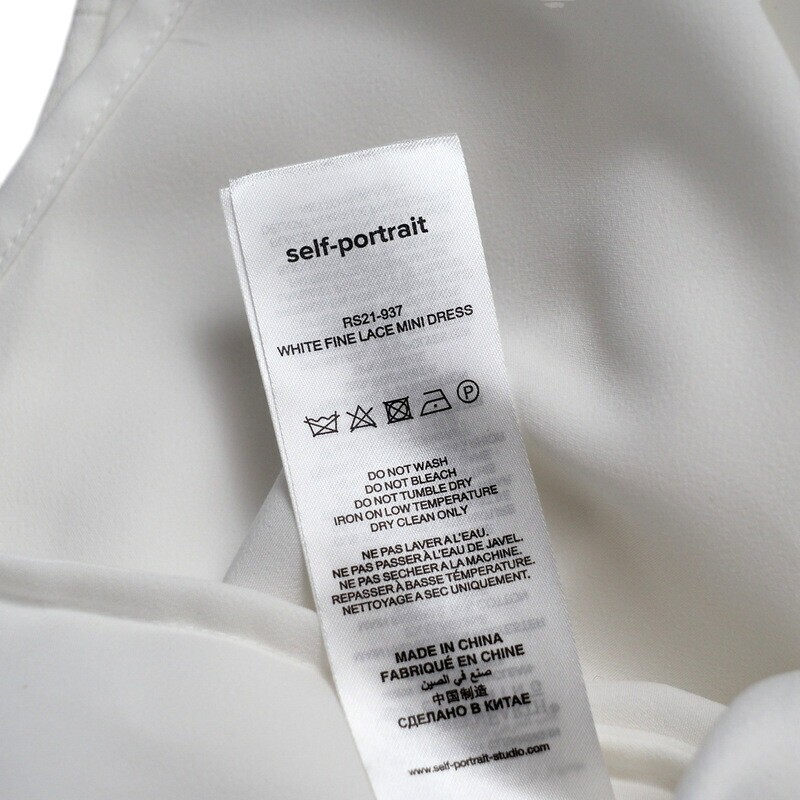 self-portrait
RS21-937
WHITE FINE LACE MINI DRESS
P
DO NOT WASH
DO NOT BLEACH
DO NOT TUMBLE DRY
IRON ON LOW TEMPERATURE
DRY CLEAN ONLY
NE PAS LAVER A L'EAU.
NE PAS PASSER À L'EAU DE JAVEL.
NE PAS SECHER A LA MACHINE.
REPASSER À BASSE TÉMPERATURE.
NETTOYAGE A SEC UNIQUEMENT.
MADE IN CHINA
FABRIQUÉ EN CHINE
صنع في الصين
中国制造
СДЕЛАНО В КИТАЕ
www.self-portrait-studio.com